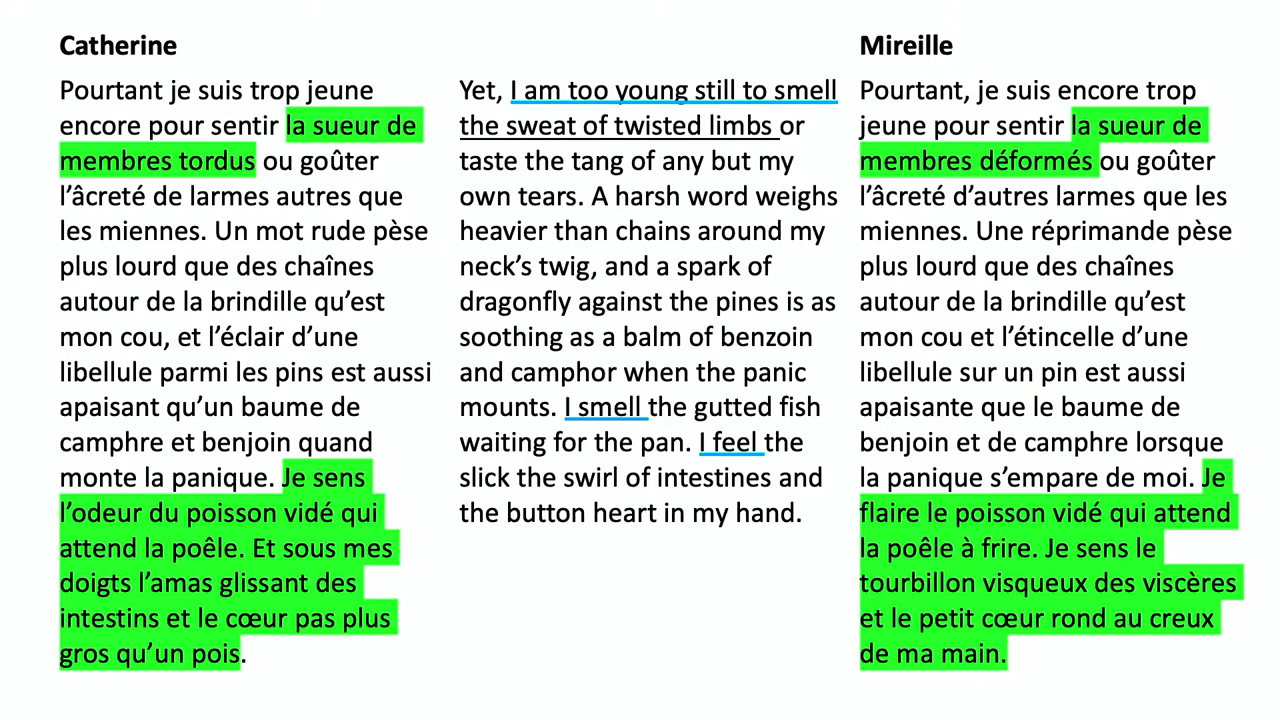 Catherine
Pourtant je suis trop jeune
encore pour sentir la sueur de
membres tordus ou goûter
l’âcreté de larmes autres que
les miennes. Un mot rude pèse
plus lourd que des chaînes
autour de la brindille qu’est
mon cou, et l’éclair d’une
libellule parmi les pins est aussi
apaisant qu’un baume de
camphre et benjoin quand
monte la panique. Je sens
l’odeur du poisson vidé qui
attend la poêle. Et sous mes
doigts l’amas glissant des
intestins et le cœur pas plus
gros qu’un pois.
Yet, I am too young still to smell
the sweat of twisted limbs or
taste the tang of any but my
own tears. A harsh word weighs
heavier than chains around my
neck’s twig, and a spark of
dragonfly against the pines is as
soothing as a balm of benzoin
and camphor when the panic
mounts. I smell the gutted fish
waiting for the pan. I feel the
slick the swirl of intestines and
the button heart in my hand.
Mireille
Pourtant, je suis encore trop
jeune pour sentir la sueur de
membres déformés ou goûter
l’âcreté d’autres larmes que les
miennes. Une réprimande pèse
plus lourd que des chaînes
autour de la brindille qu’est
mon cou et l’étincelle d’une
libellule sur un pin est aussi
apaisante que le baume de
benjoin et de camphre lorsque
la panique s’empare de moi. Je
flaire le poisson vidé qui attend
la poêle à frire. Je sens le
tourbillon visqueux des viscères
et le petit cœur rond au creux
de ma main.